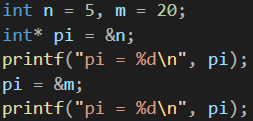 int n = 5, m = 20;
int* pi = &n;
printf("pi = %d\n", pi);
pi = &m;
printf("pi = %d\n", pi);